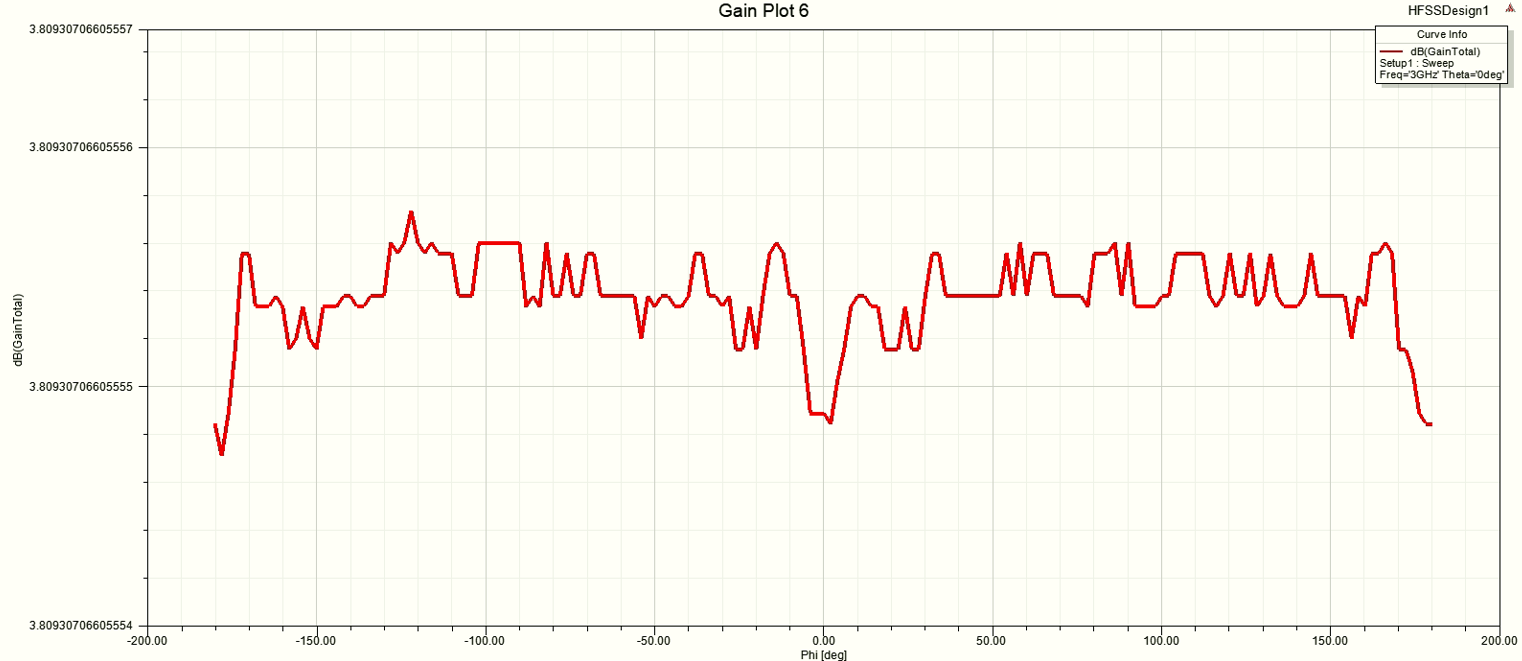 Gain Plot 6
HFSSDesign1
Curve Info
dB(GainTotal)
Setup1 : Sweep
Freq='3GHz' Theta='0deg'
3.80930706605557
3.80930706605556
3.80930706605555
3.80930706605554
dB(GainTotal)
-200.00
-150.00
-100.00
-50.00
0.00
50.00
100.00
150.00
200.00
Phi [deg]